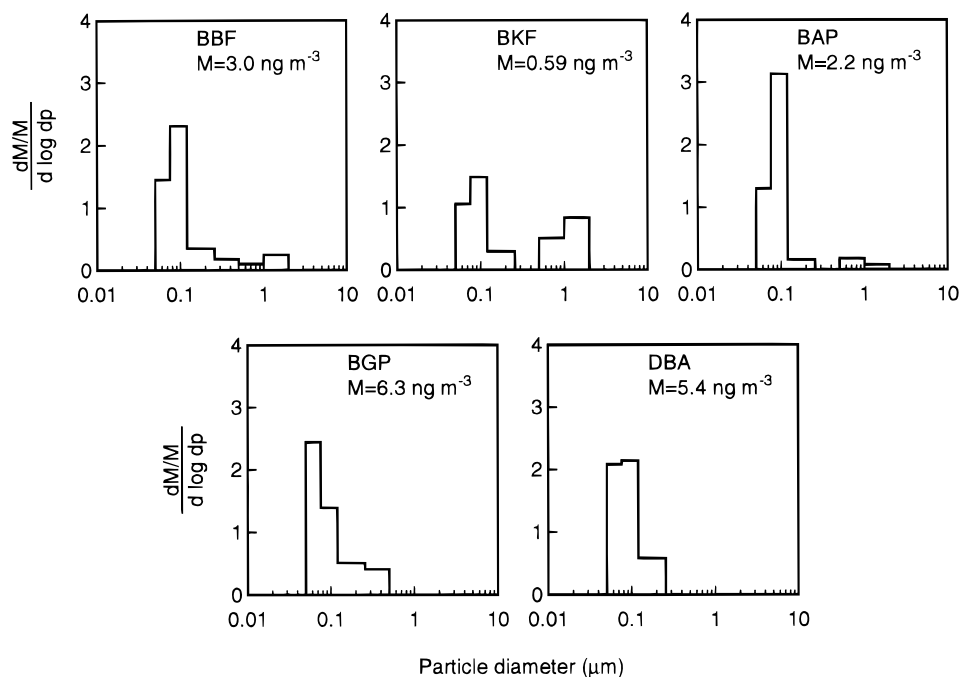 BBF
M=3.0 ng m⁻³
BKF
M=0.59 ng m⁻³
BAP
M=2.2 ng m⁻³
4
3
2
1
0
4
3
2
1
0
4
3
2
1
0
dM/M
d log dp
0.01 0.1 1 10
0.01 0.1 1 10
0.01 0.1 1 10
BGP
M=6.3 ng m⁻³
DBA
M=5.4 ng m⁻³
4
3
2
1
0
4
3
2
1
0
dM/M
d log dp
0.01 0.1 1 10
0.01 0.1 1 10
Particle diameter (μm)